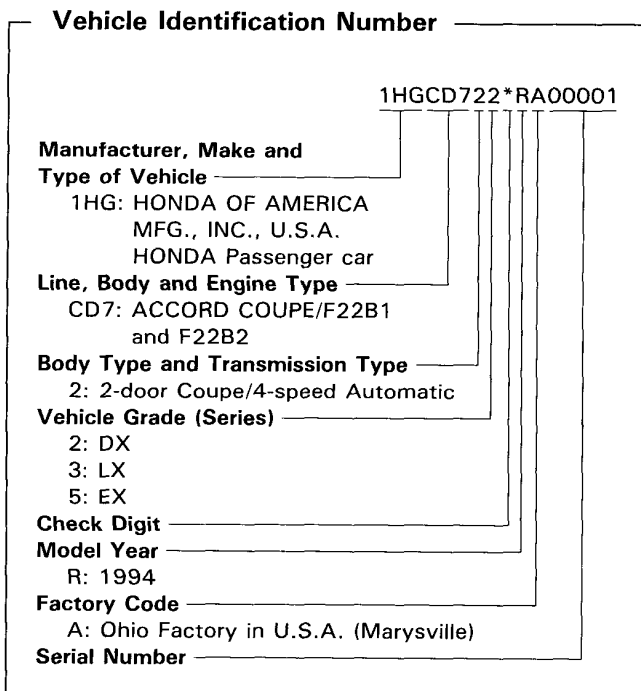 Vehicle Identification Number
1HGCD722*RA00001
Manufacturer, Make and
Type of Vehicle
1HG: HONDA OF AMERICA
MFG., INC., U.S.A.
HONDA Passenger car
Line, Body and Engine Type
CD7: ACCORD COUPE/F22B1
and F22B2
Body Type and Transmission Type
2: 2-door Coupe/4-speed Automatic
Vehicle Grade (Series)
2: DX
3: LX
5: EX
Check Digit
Model Year
R: 1994
Factory Code
A: Ohio Factory in U.S.A. (Marysville)
Serial Number